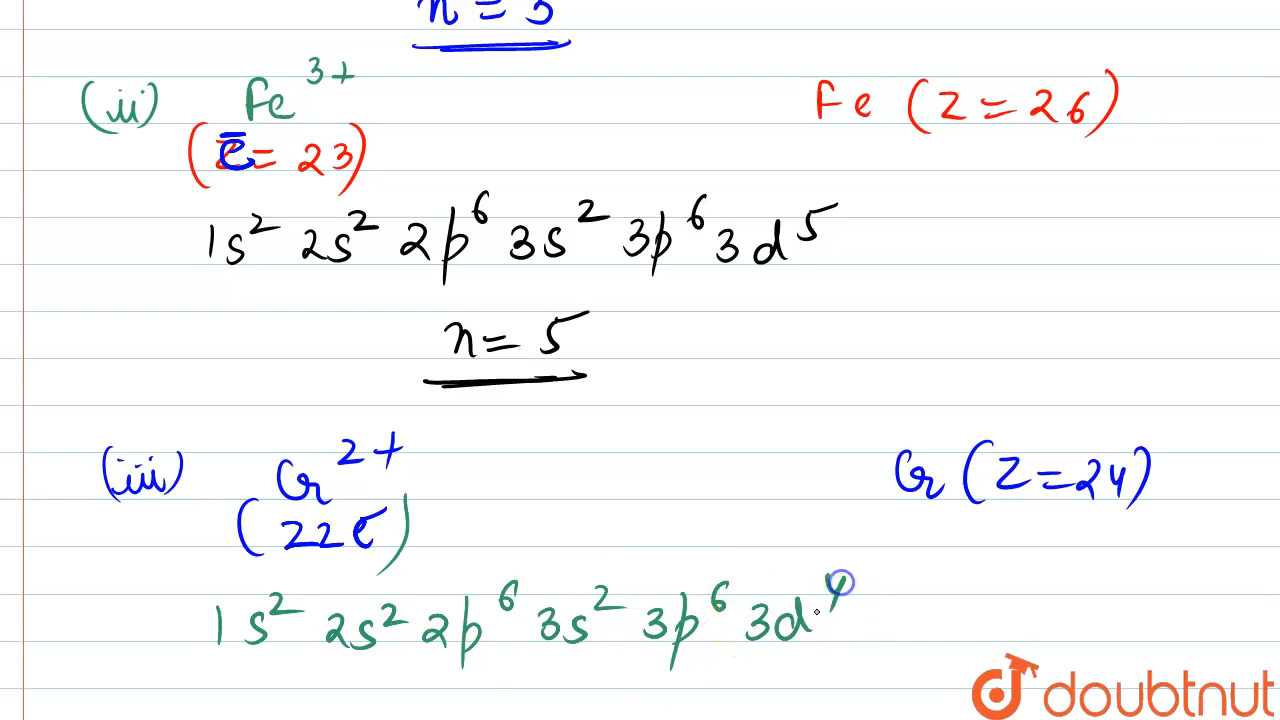 n = 5
(ii) Fe³⁺ Fe (Z = 26)
(e̅ = 23)
1s² 2s² 2p⁶ 3s² 3p⁶ 3d⁵
n = 5
(iii) Cr²⁺ Cr (Z = 24)
(22e̅)
1s² 2s² 2p⁶ 3s² 3p⁶ 3d⁴
doubtnut